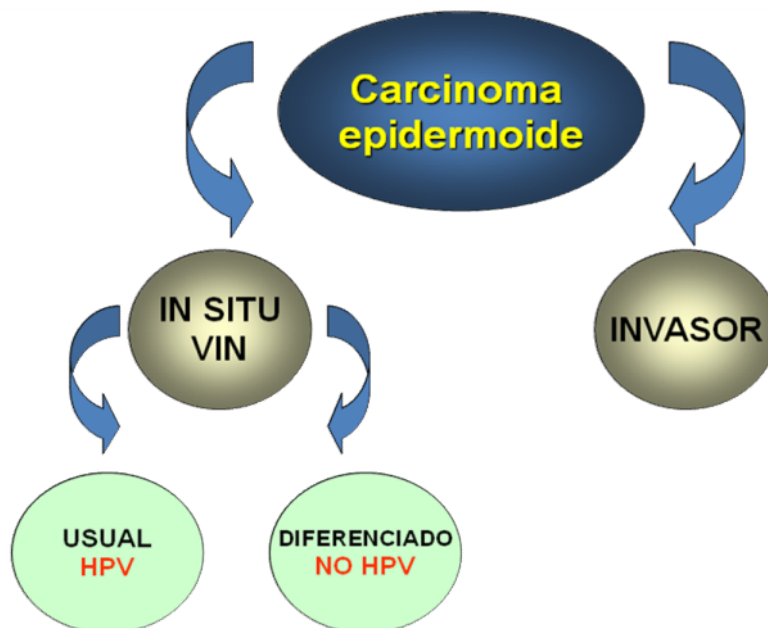 Carcinoma
epidermoide
IN SITU
VIN
INVASOR
USUAL
HPV
DIFERENCIADO
NO HPV